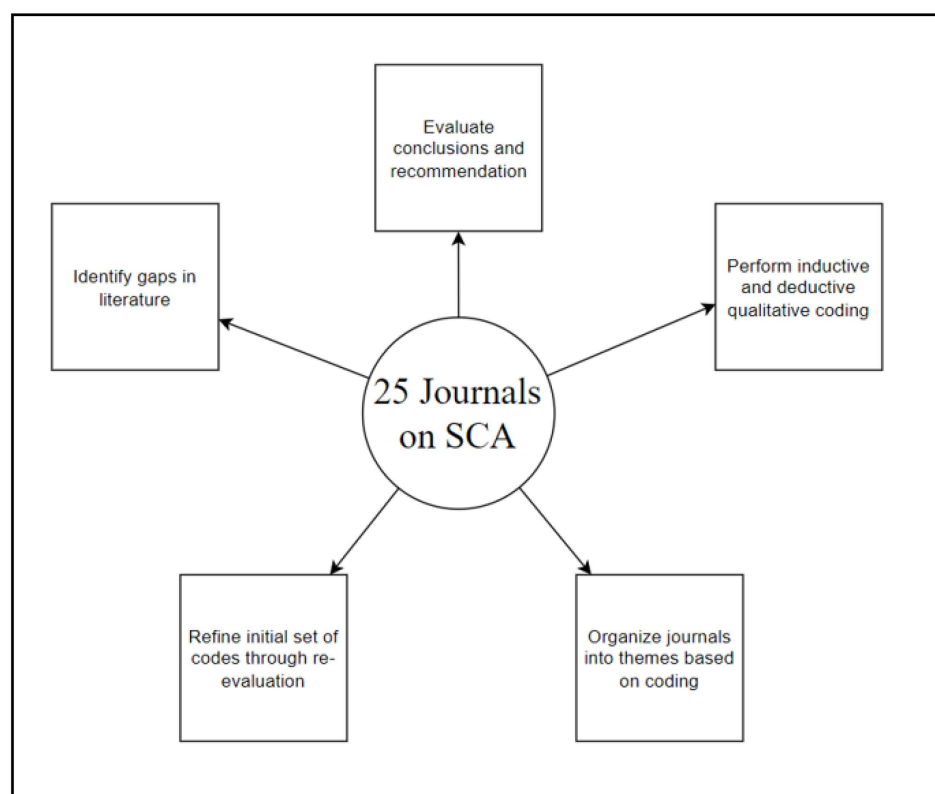 Evaluate
conclusions and
recommendation
Identify gaps in
literature
Perform inductive
and deductive
qualitative coding
25 Journals
on SCA
Refine initial set of
codes through re-
evaluation
Organize journals
into themes based
on coding